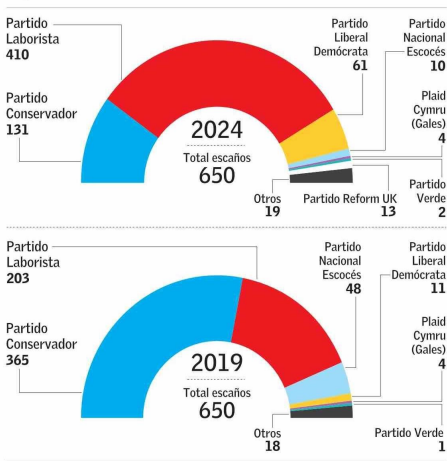 Partido
Laborista
410
Partido
Conservador
131
Partido
Liberal
Demócrata
61
Partido
Nacional
Escocés
10
Plaid
Cymru
(Gales)
4
Partido
Verde
2
Partido Reform UK
13
Otros
19
2024
Total escaños
650
Partido
Laborista
203
Partido
Conservador
365
Partido
Nacional
Escocés
48
Partido
Liberal
Demócrata
11
Plaid
Cymru
(Gales)
4
Partido Verde
1
Otros
18
2019
Total escaños
650